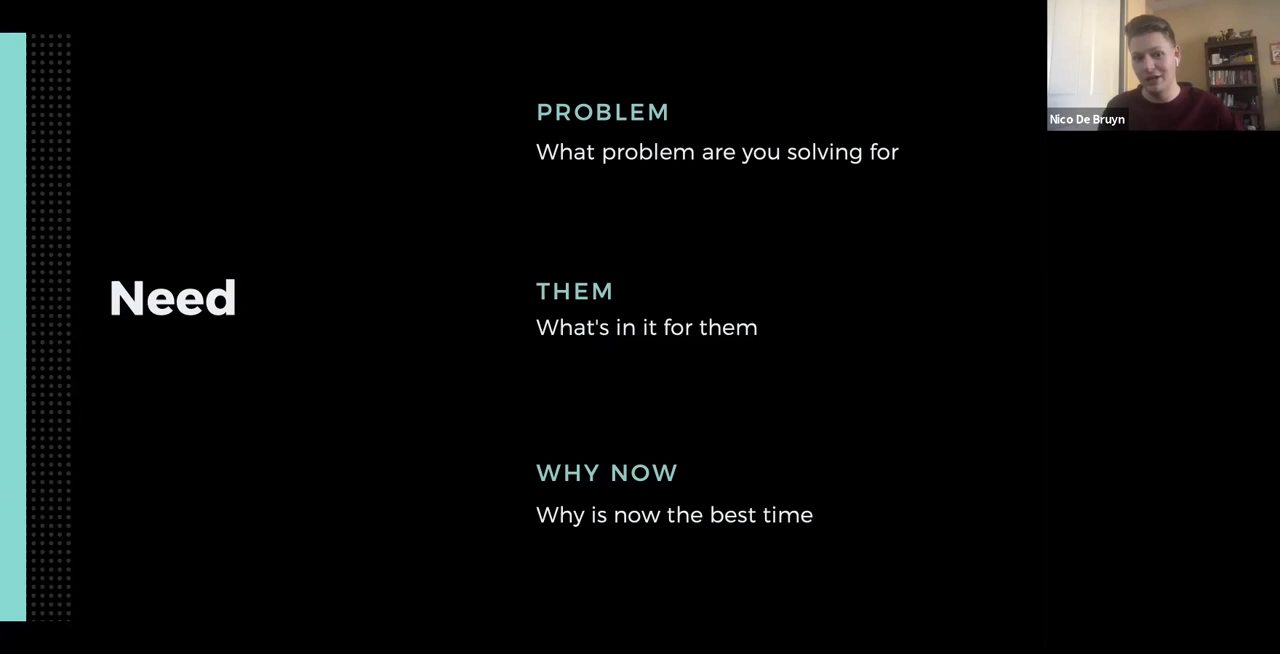 Need
PROBLEM
What problem are you solving for
THEM
What's in it for them
WHY NOW
Why is now the best time
Nico De Bruyn